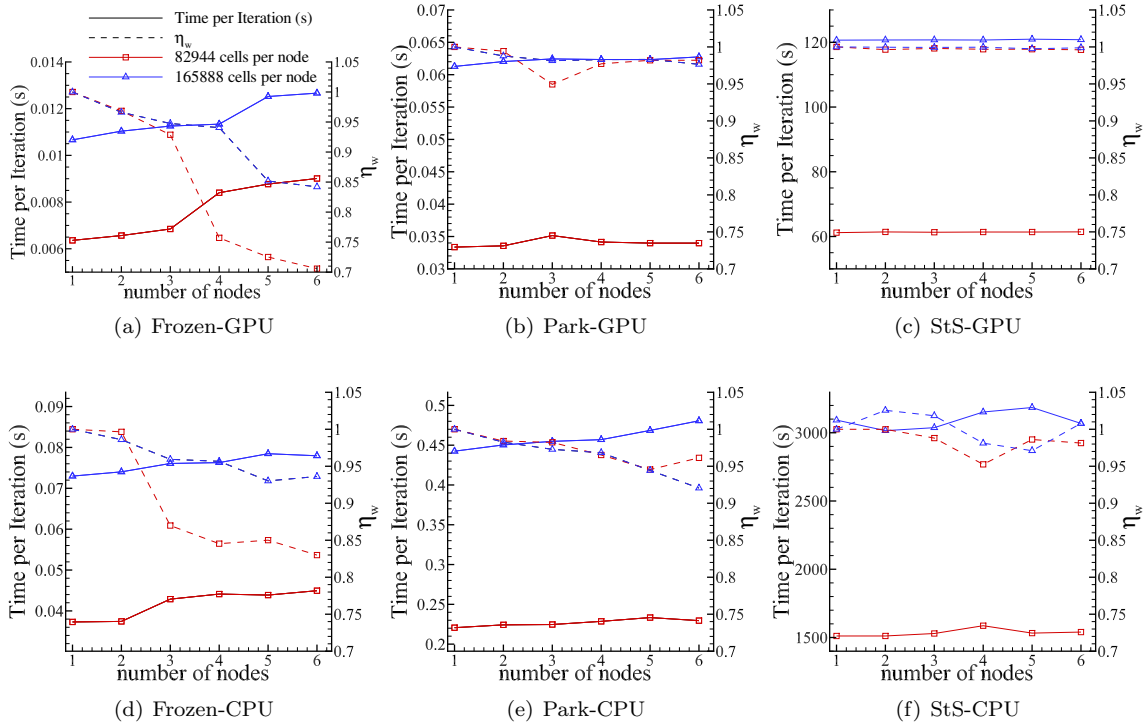 Time per Iteration (s)
η_w
82944 cells per node
165888 cells per node
Time per Iteration (s)
0.014
0.012
0.01
0.008
0.006
1 2 3 4 5 6
number of nodes
1.05
1
0.95
0.9
0.85
0.8
0.75
0.7
η_w
(a) Frozen-GPU
Time per Iteration (s)
0.07
0.065
0.06
0.055
0.05
0.045
0.04
0.035
0.03
1 2 3 4 5 6
number of nodes
1.05
1
0.95
0.9
0.85
0.8
0.75
0.7
η_w
(b) Park-GPU
Time per Iteration (s)
120
100
80
60
1 2 3 4 5 6
number of nodes
1.05
1
0.95
0.9
0.85
0.8
0.75
0.7
η_w
(c) StS-GPU
Time per Iteration (s)
0.09
0.08
0.07
0.06
0.05
0.04
1 2 3 4 5 6
number of nodes
1.05
1
0.95
0.9
0.85
0.8
0.75
0.7
η_w
(d) Frozen-CPU
Time per Iteration (s)
0.5
0.45
0.4
0.35
0.3
0.25
0.2
1 2 3 4 5 6
number of nodes
1.05
1
0.95
0.9
0.85
0.8
0.75
0.7
η_w
(e) Park-CPU
Time per Iteration (s)
3000
2500
2000
1500
1 2 3 4 5 6
number of nodes
1.05
1
0.95
0.9
0.85
0.8
0.75
0.7
η_w
(f) StS-CPU